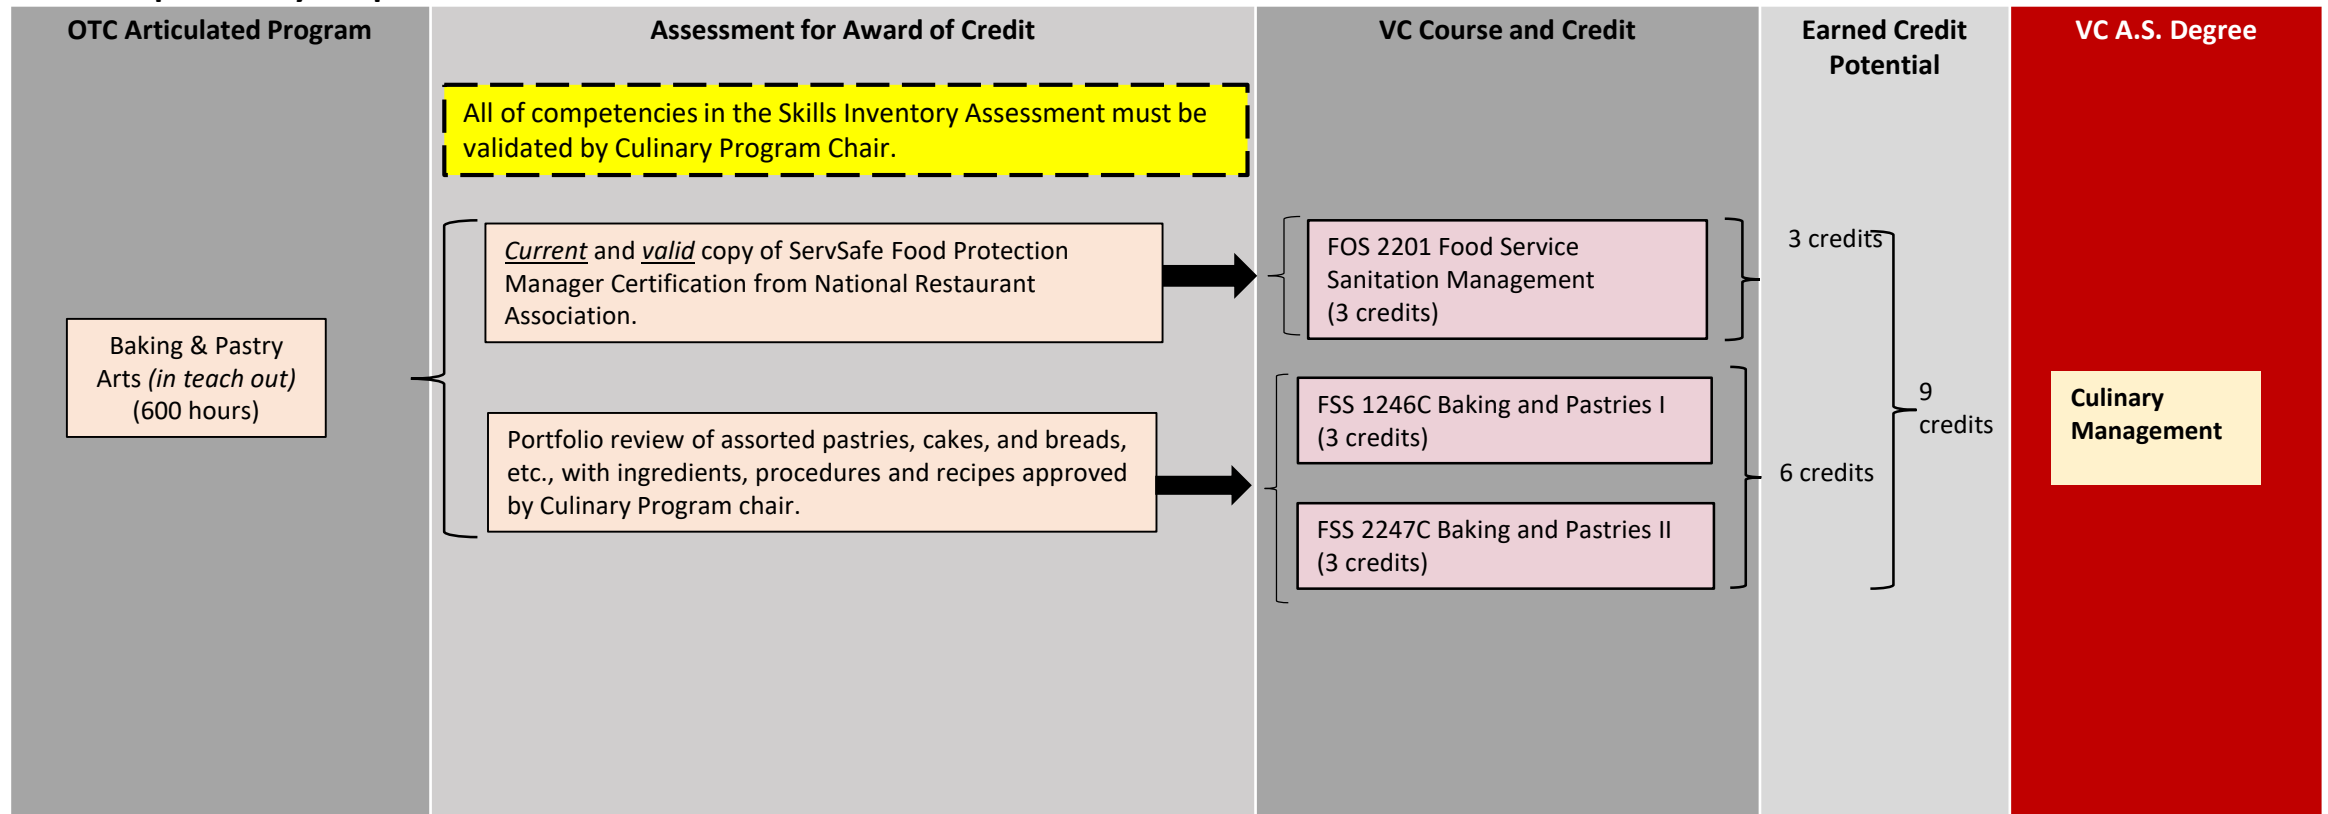 OTC Articulated Program
Assessment for Award of Credit
VC Course and Credit
Earned Credit
Potential
VC A.S. Degree
All of competencies in the Skills Inventory Assessment must be
validated by Culinary Program Chair.
Baking & Pastry
Arts (in teach out)
(600 hours)
Current and valid copy of ServSafe Food Protection
Manager Certification from National Restaurant
Association.
Portfolio review of assorted pastries, cakes, and breads,
etc., with ingredients, procedures and recipes approved
by Culinary Program chair.
FOS 2201 Food Service
Sanitation Management
(3 credits)
FSS 1246C Baking and Pastries I
(3 credits)
FSS 2247C Baking and Pastries II
(3 credits)
3 credits
6 credits
9
credits
Culinary
Management